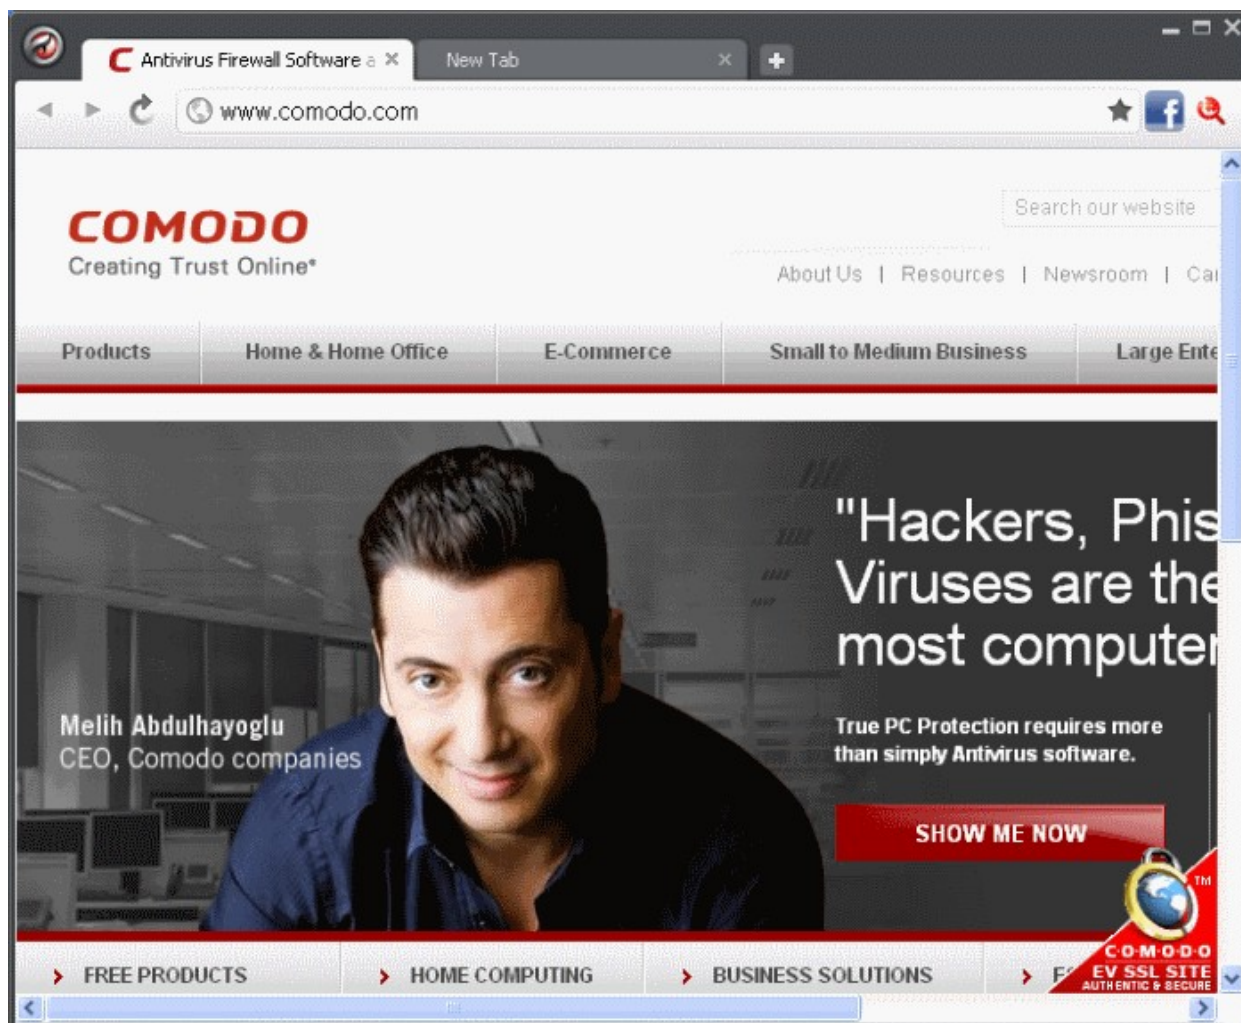 Antivirus Firewall Software a
New Tab
www.comodo.com
COMODO
Creating Trust Online®
Search our website
About Us | Resources | Newsroom | Car
Products
Home & Home Office
E-Commerce
Small to Medium Business
Large Ente
"Hackers, Phis
Viruses are the
most computer
Melih Abdulhayoglu
CEO, Comodo companies
True PC Protection requires more
than simply Antivirus software.
SHOW ME NOW
TM
C·O·M·O·D·O
EV SSL SITE
AUTHENTIC & SECURE
FREE PRODUCTS
HOME COMPUTING
BUSINESS SOLUTIONS